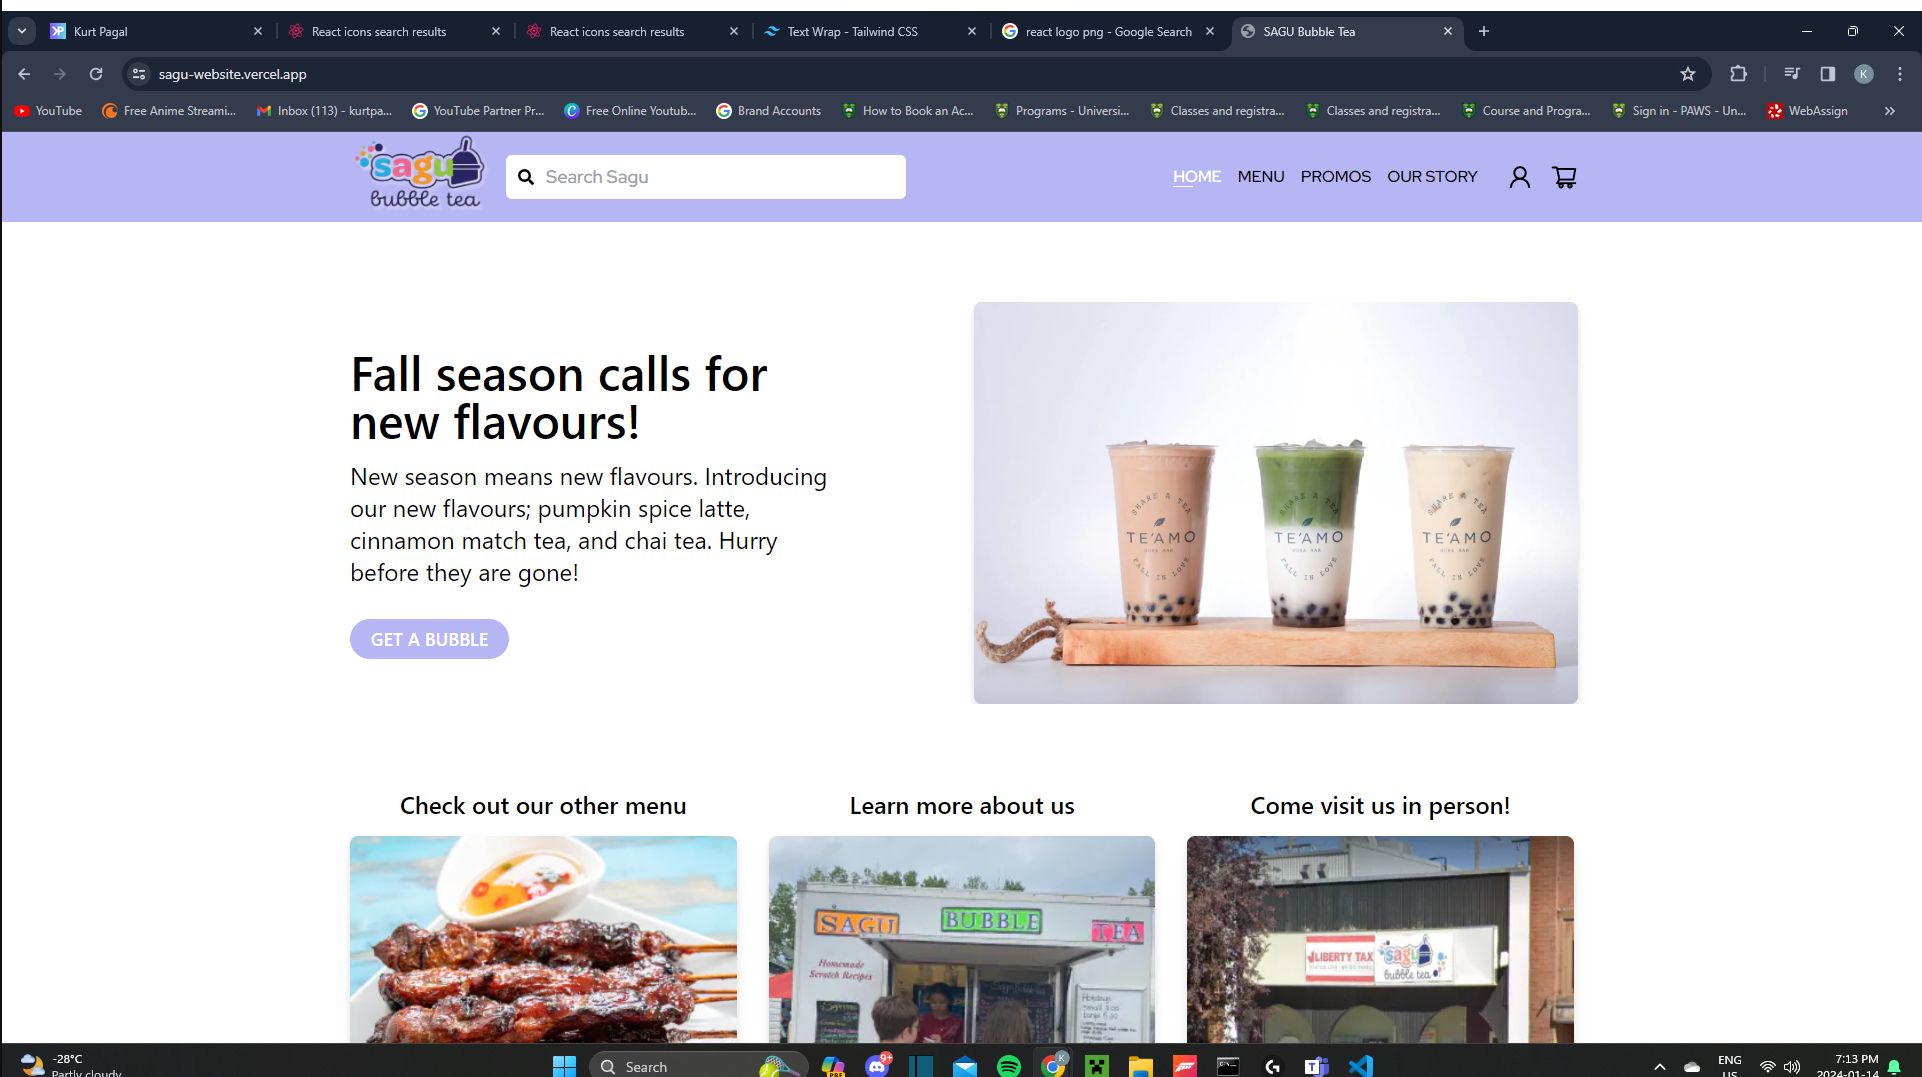 Kurt Pagal
React icons search results
React icons search results
Text Wrap - Tailwind CSS
react logo png - Google Search
SAGU Bubble Tea
sagu-website.vercel.app
K
YouTube
Free Anime Streami...
Inbox (113) - kurtpa...
YouTube Partner Pr...
Free Online Youtub...
Brand Accounts
How to Book an Ac...
Programs - Universi...
Classes and registra...
Classes and registra...
Course and Progra...
Sign in - PAWS - Un...
WebAssign
sagu
bubble tea
Search Sagu
HOME
MENU
PROMOS
OUR STORY
Fall season calls for
new flavours!
New season means new flavours. Introducing
our new flavours; pumpkin spice latte,
cinnamon match tea, and chai tea. Hurry
before they are gone!
GET A BUBBLE
SHARE A TEA
TE'AMO
BOBA BAR
FALL IN LOVE
SHARE A TEA
TE'AMO
BOBA BAR
FALL IN LOVE
SHARE A TEA
TE'AMO
BOBA BAR
FALL IN LOVE
Check out our other menu
Learn more about us
Come visit us in person!
SAGU
BUBBLE
TEA
Homemade
Scratch Recipes
LIBERTY TAX
sagu
bubble tea
-28°C
Partly cloudy
Search
PRE
9+
K
ENG
US
7:13 PM
2024-01-14